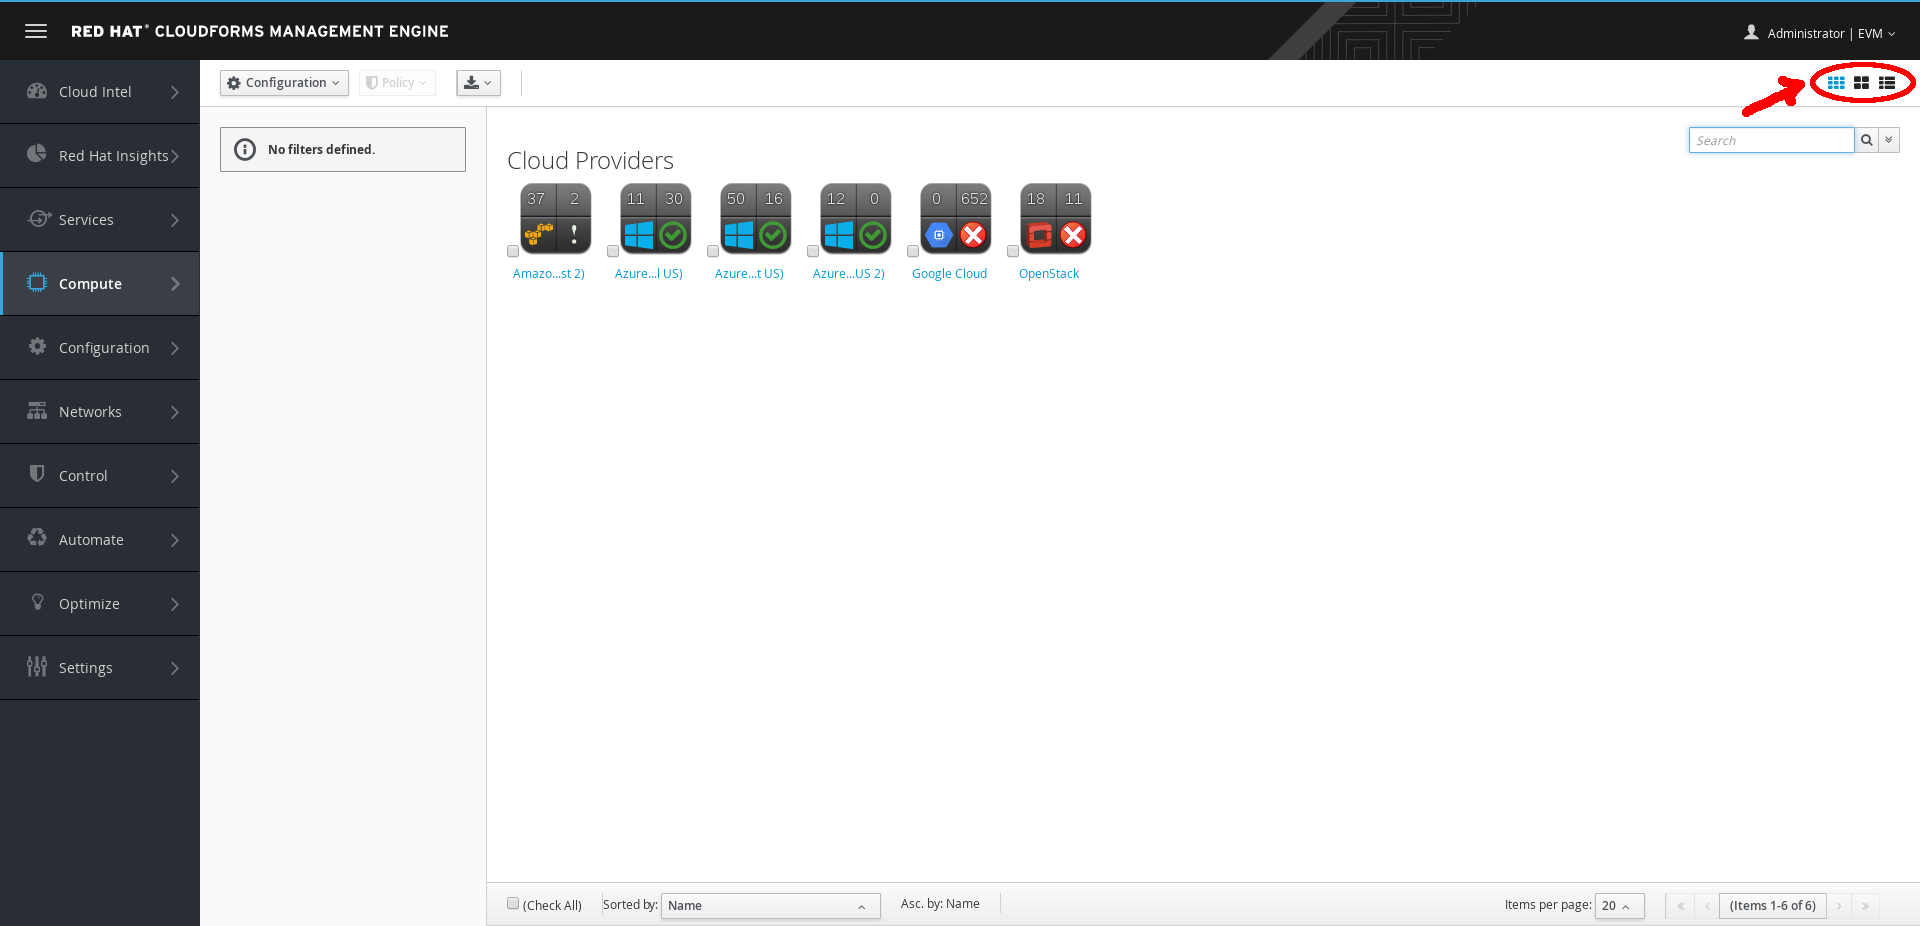 RED HAT® CLOUDFORMS MANAGEMENT ENGINE
Administrator | EVM
Cloud Intel
Red Hat Insights
Services
Compute
Configuration
Networks
Control
Automate
Optimize
Settings
Configuration
Policy
No filters defined.
Search
Cloud Providers
37 2
11 30
50 16
12 0
0 652
18 11
Amazo...st 2)
Azure...l US)
Azure...t US)
Azure...US 2)
Google Cloud
OpenStack
(Check All)
Sorted by: Name
Asc. by: Name
Items per page: 20
« ‹ (Items 1-6 of 6) › »